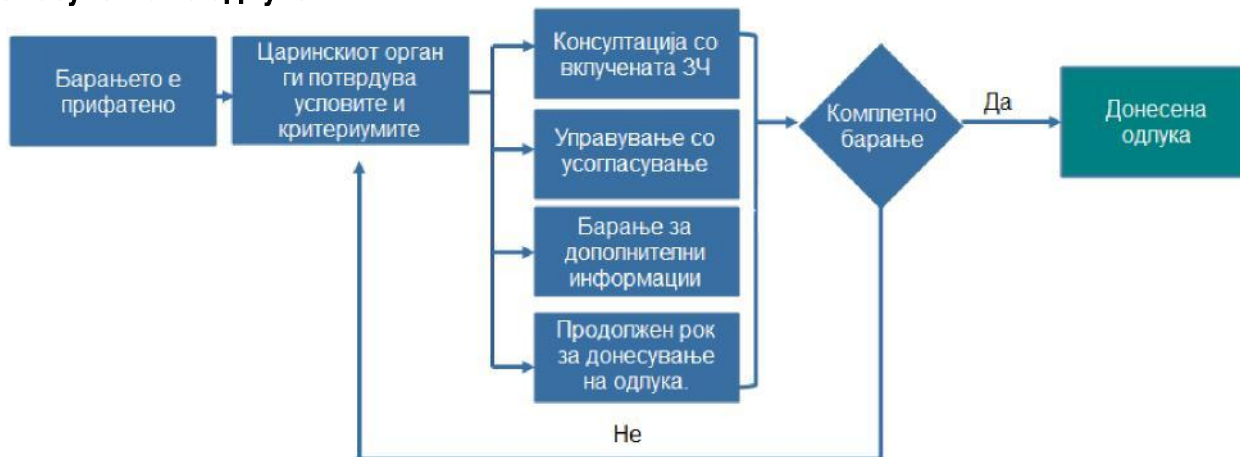 Барањето е
прифатено
Царинскиот орган
ги потврдува
условите и
критериумите
Консултација со
вклучената ЗЧ
Управување со
усогласување
Барање за
дополнителни
информации
Продолжен рок
за донесување
на одлука.
Комплетно
барање
Да
Донесена
одлука
Не